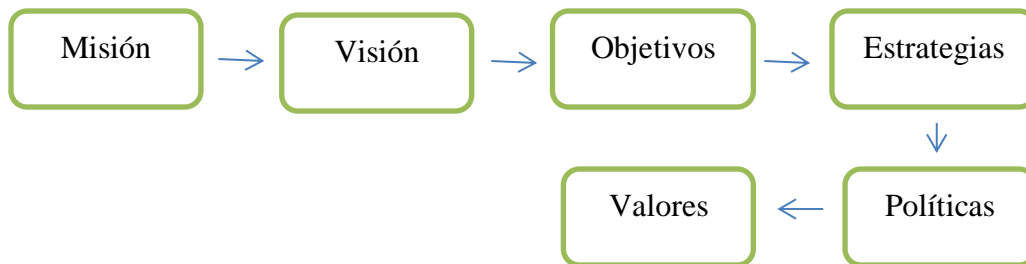 Misión
Visión
Objetivos
Estrategias
Políticas
Valores